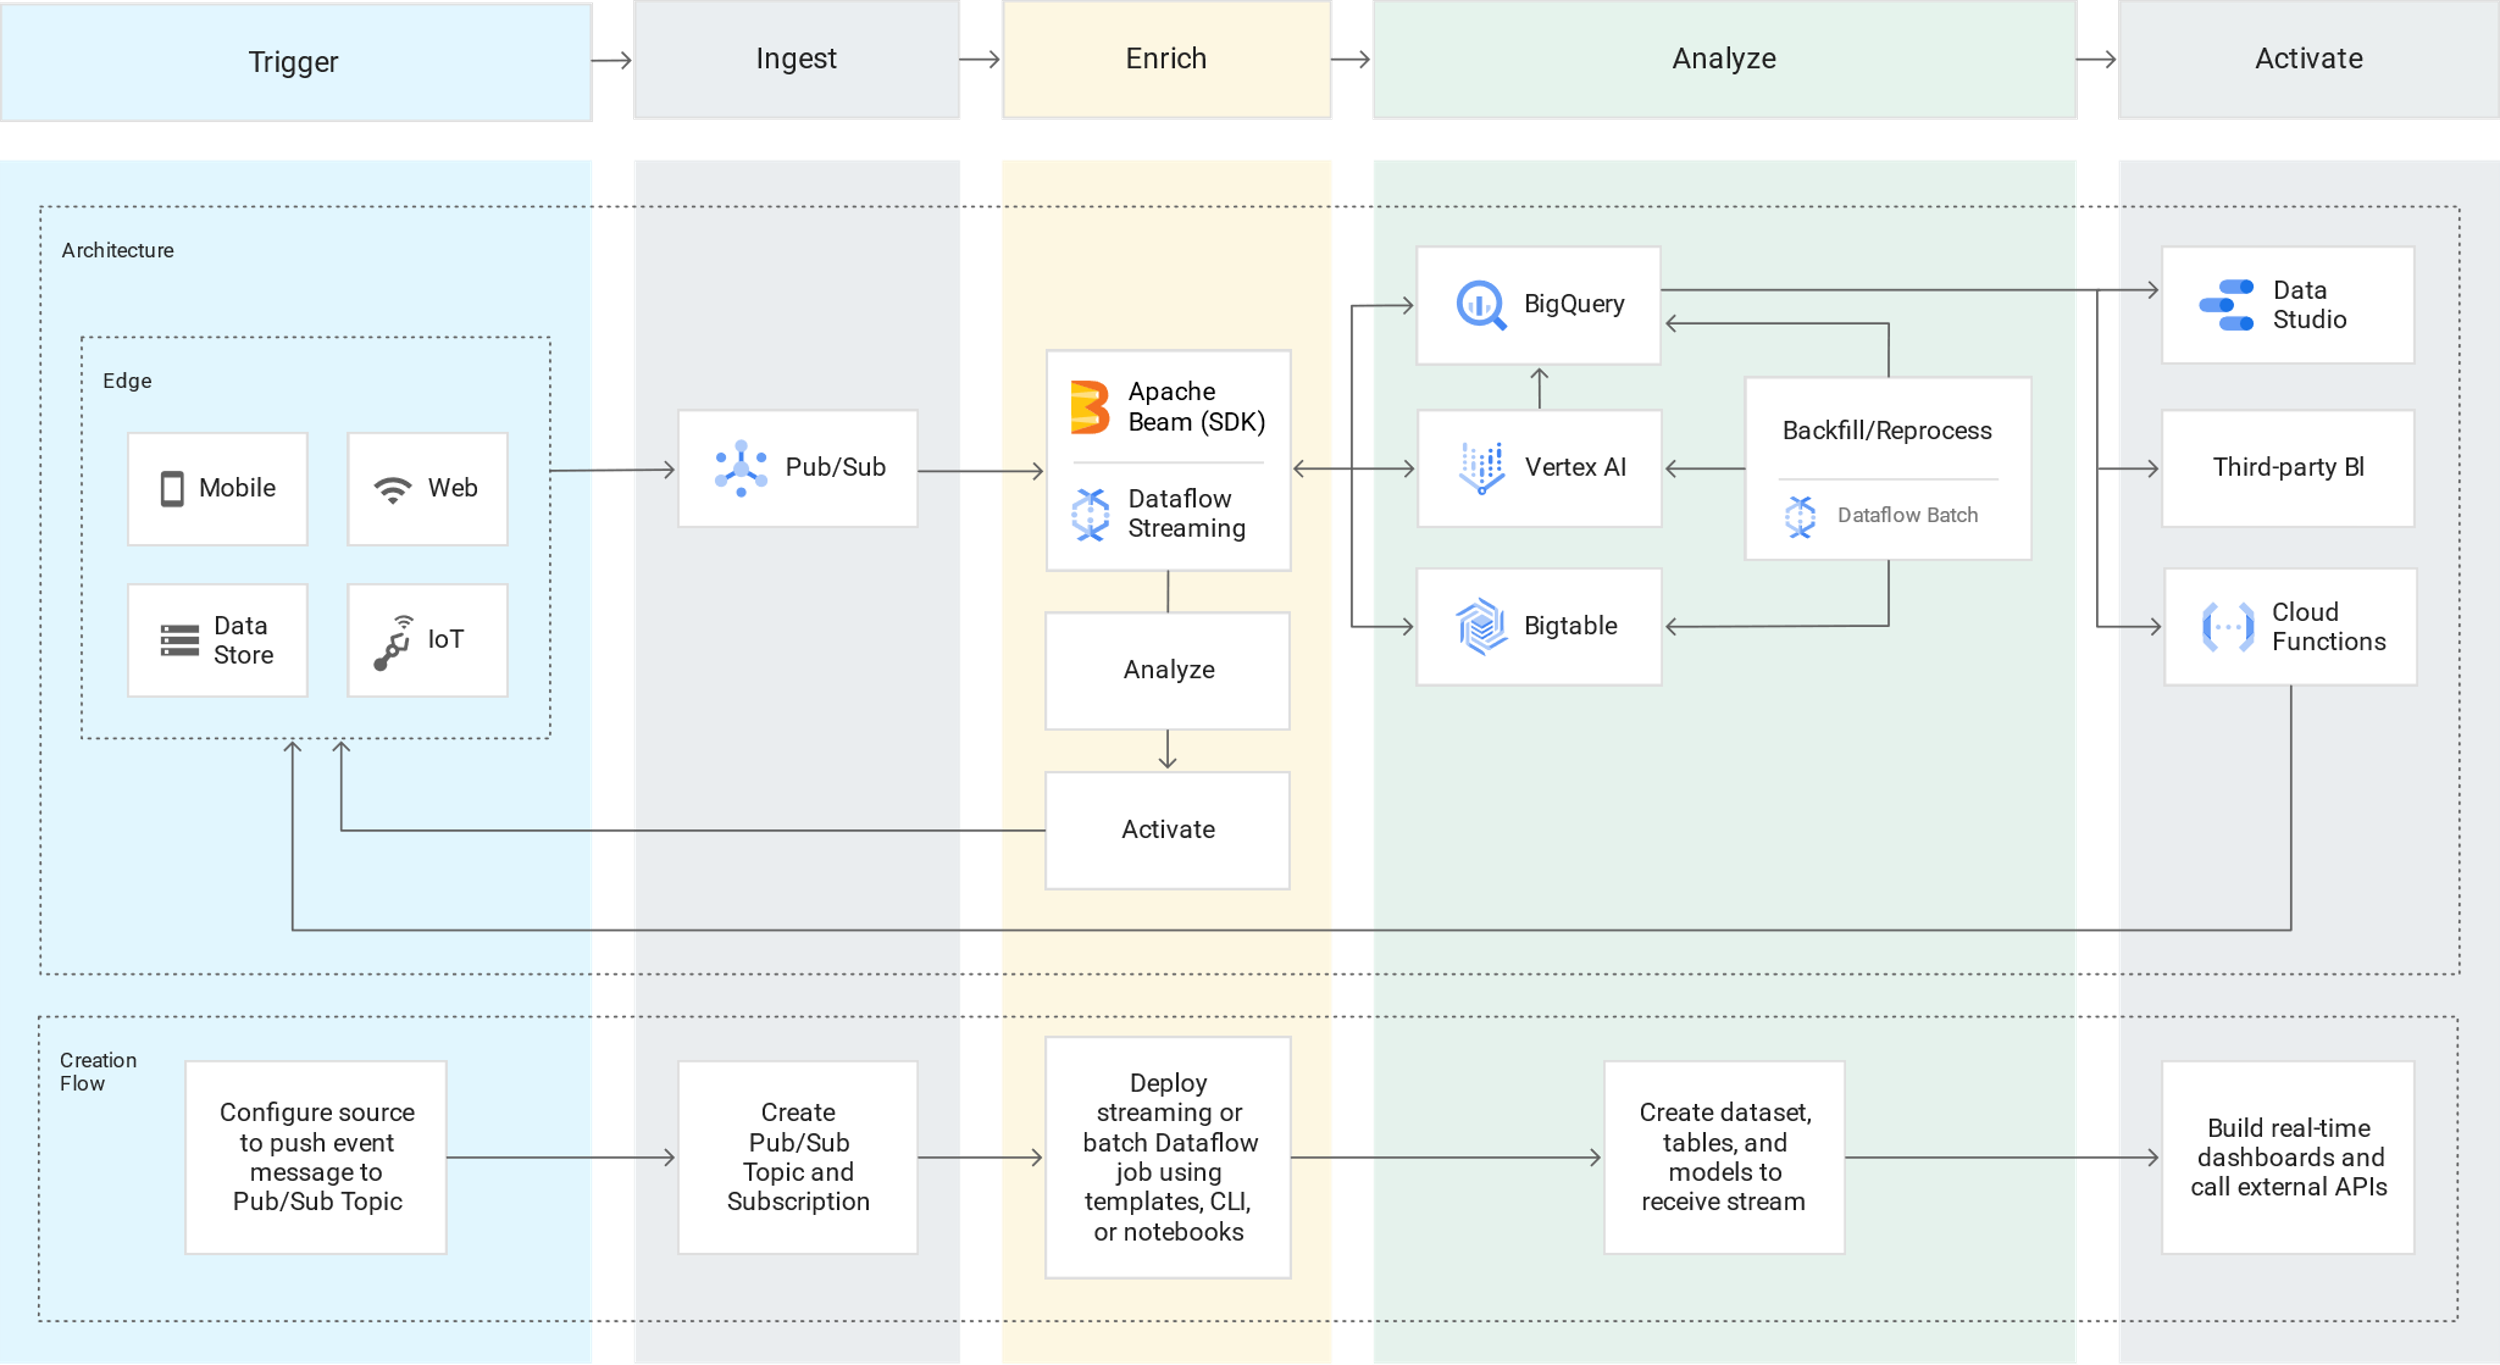 Trigger
Ingest
Enrich
Analyze
Activate
Architecture
Edge
Mobile
Web
Data
Store
IoT
Pub/Sub
Apache
Beam (SDK)
Dataflow
Streaming
Analyze
Activate
BigQuery
Vertex AI
Bigtable
Backfill/Reprocess
Dataflow Batch
Data
Studio
Third-party BI
Cloud
Functions
Creation
Flow
Configure source
to push event
message to
Pub/Sub Topic
Create
Pub/Sub
Topic and
Subscription
Deploy
streaming or
batch Dataflow
job using
templates, CLI,
or notebooks
Create dataset,
tables, and
models to
receive stream
Build real-time
dashboards and
call external APIs